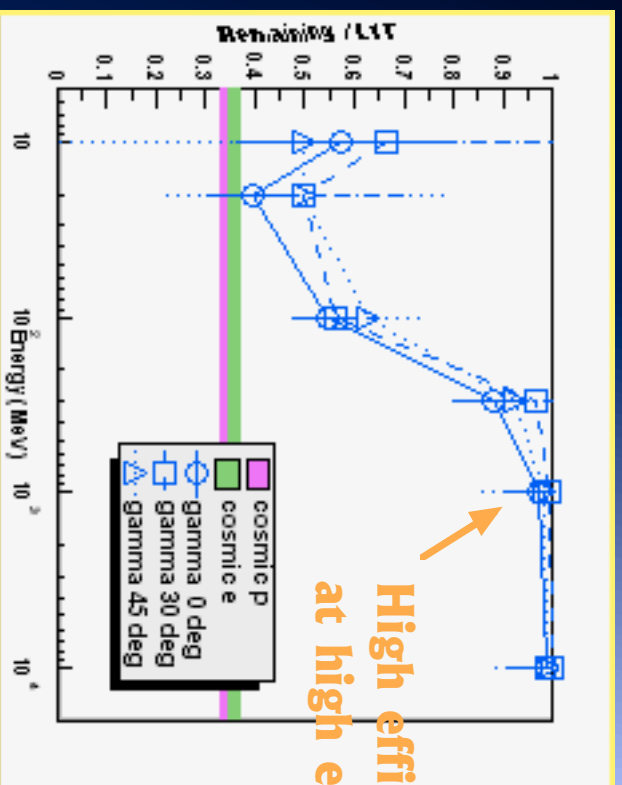 Remaining / L1T
0
0.1
0.2
0.3
0.4
0.5
0.6
0.7
0.8
0.9
1
10
10²
10³
10⁴
Energy (MeV)
cosmic p
cosmic e
gamma 0 deg
gamma 30 deg
gamma 45 deg
High effi
at high e